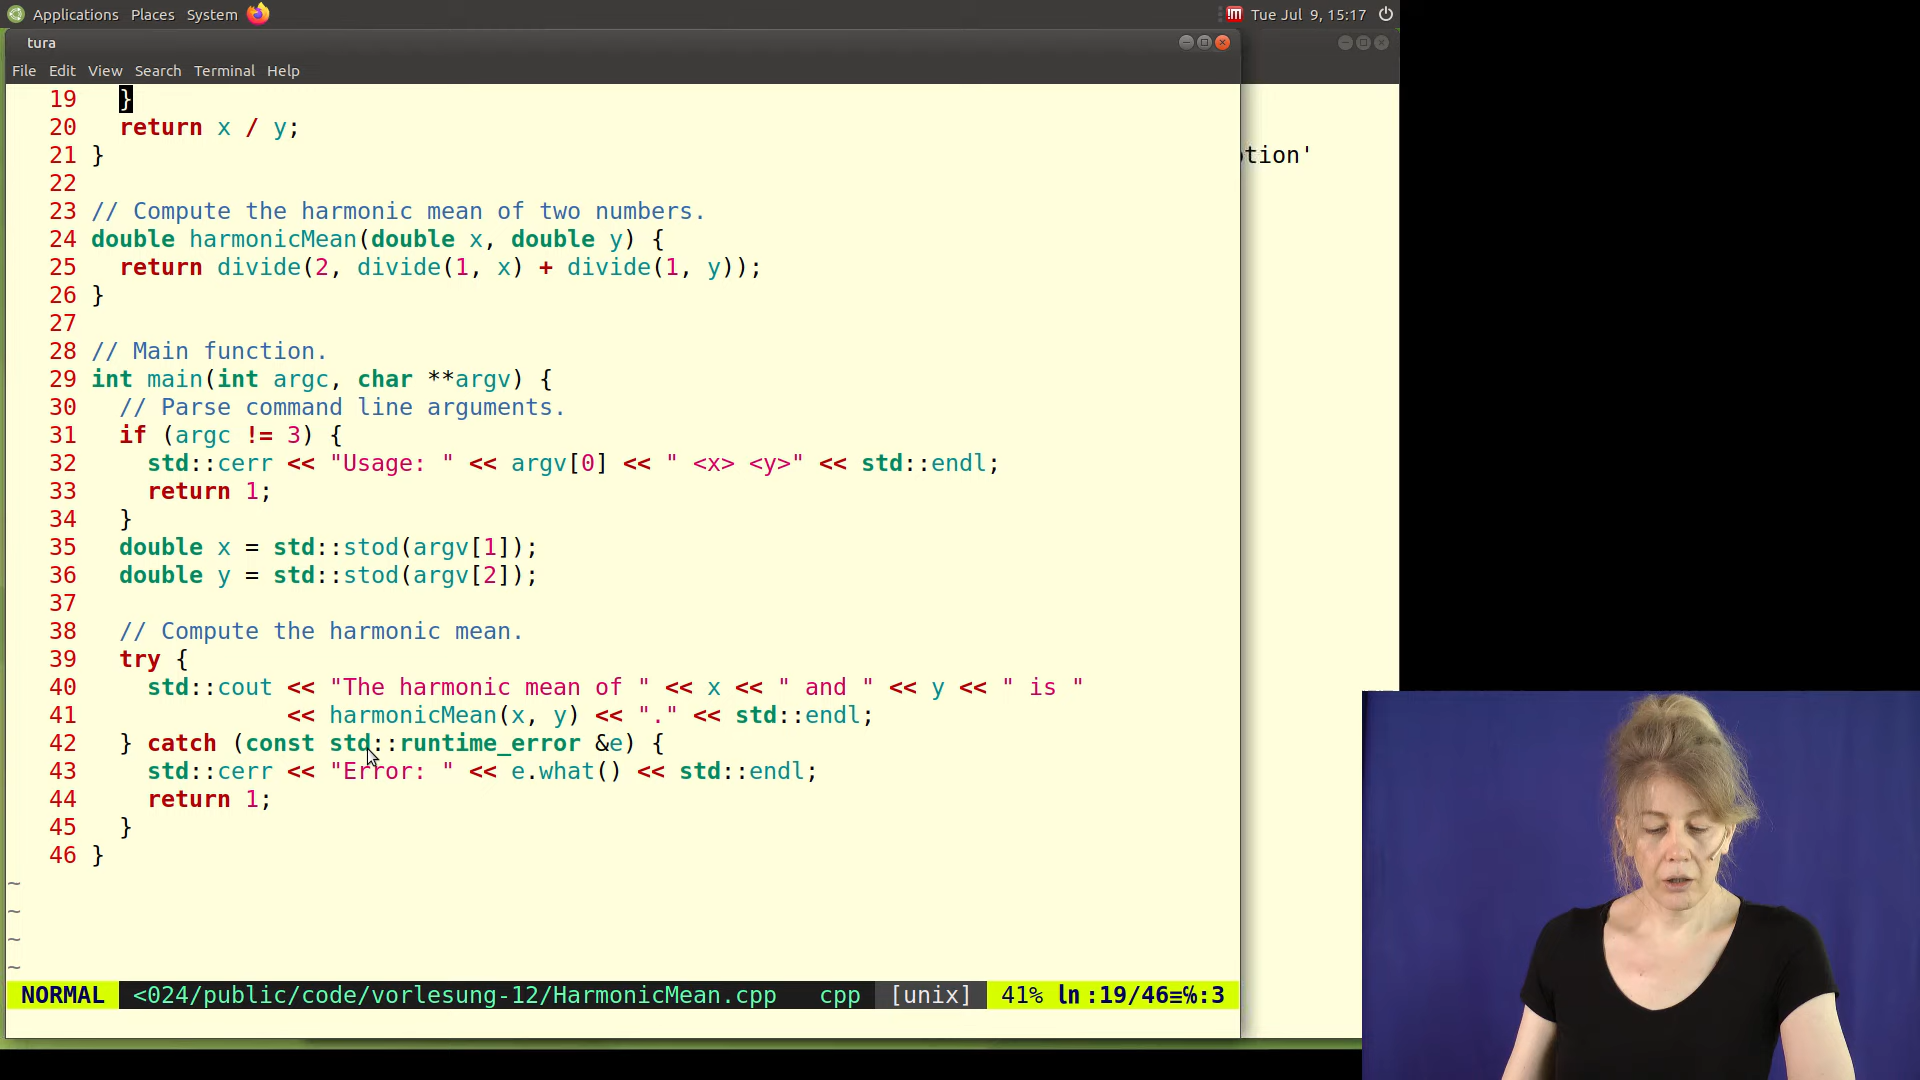 Applications Places System
Tue Jul 9, 15:17
tura
File Edit View Search Terminal Help
19   }
20   return x / y;
21 }
22
23 // Compute the harmonic mean of two numbers.
24 double harmonicMean(double x, double y) {
25   return divide(2, divide(1, x) + divide(1, y));
26 }
27
28 // Main function.
29 int main(int argc, char **argv) {
30   // Parse command line arguments.
31   if (argc != 3) {
32     std::cerr << "Usage: " << argv[0] << " <x> <y>" << std::endl;
33     return 1;
34   }
35   double x = std::stod(argv[1]);
36   double y = std::stod(argv[2]);
37
38   // Compute the harmonic mean.
39   try {
40     std::cout << "The harmonic mean of " << x << " and " << y << " is "
41               << harmonicMean(x, y) << "." << std::endl;
42   } catch (const std::runtime_error &e) {
43     std::cerr << "Error: " << e.what() << std::endl;
44     return 1;
45   }
46 }
~
~
~
~
NORMAL <024/public/code/vorlesung-12/HarmonicMean.cpp cpp [unix] 41% ln :19/46≡℅:3
tion'